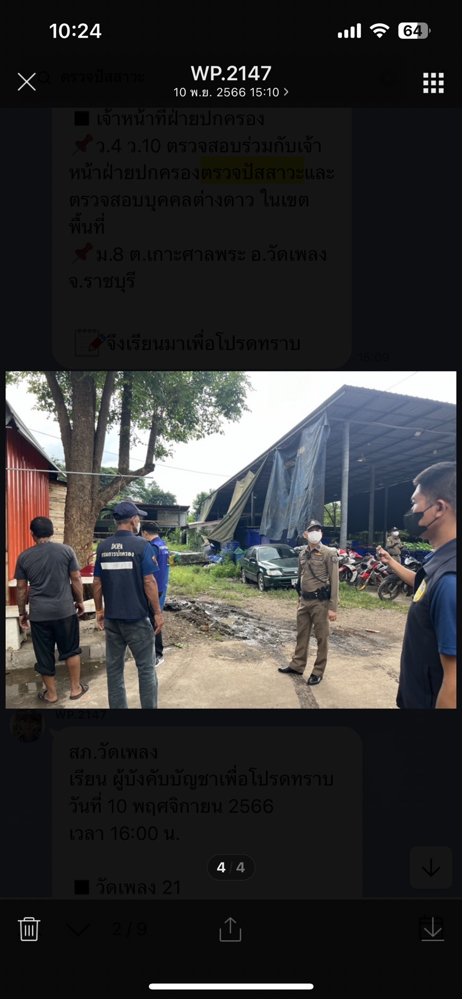 10:24
64
ตรวจปัสสาวะ
WP.2147
10 พ.ย. 2566 15:10
เจ้าหน้าที่ฝ่ายปกครอง
ว.4 ว.10 ตรวจสอบร่วมกับเจ้า
หน้าฝ่ายปกครองตรวจปัสสาวะและ
ตรวจสอบบุคคลต่างดาว ในเขต
พื้นที่
ม.8 ต.เกาะศาลพระ อ.วัดเพลง
จ.ราชบุรี
จึงเรียนมาเพื่อโปรดทราบ
15:09
DOPA
กรมการปกครอง
WP.2147
สภ.วัดเพลง
เรียน ผู้บังคับบัญชาเพื่อโปรดทราบ
วันที่ 10 พฤศจิกายน 2566
เวลา 16:00 น.
4 / 4
วัดเพลง 21
2 / 9